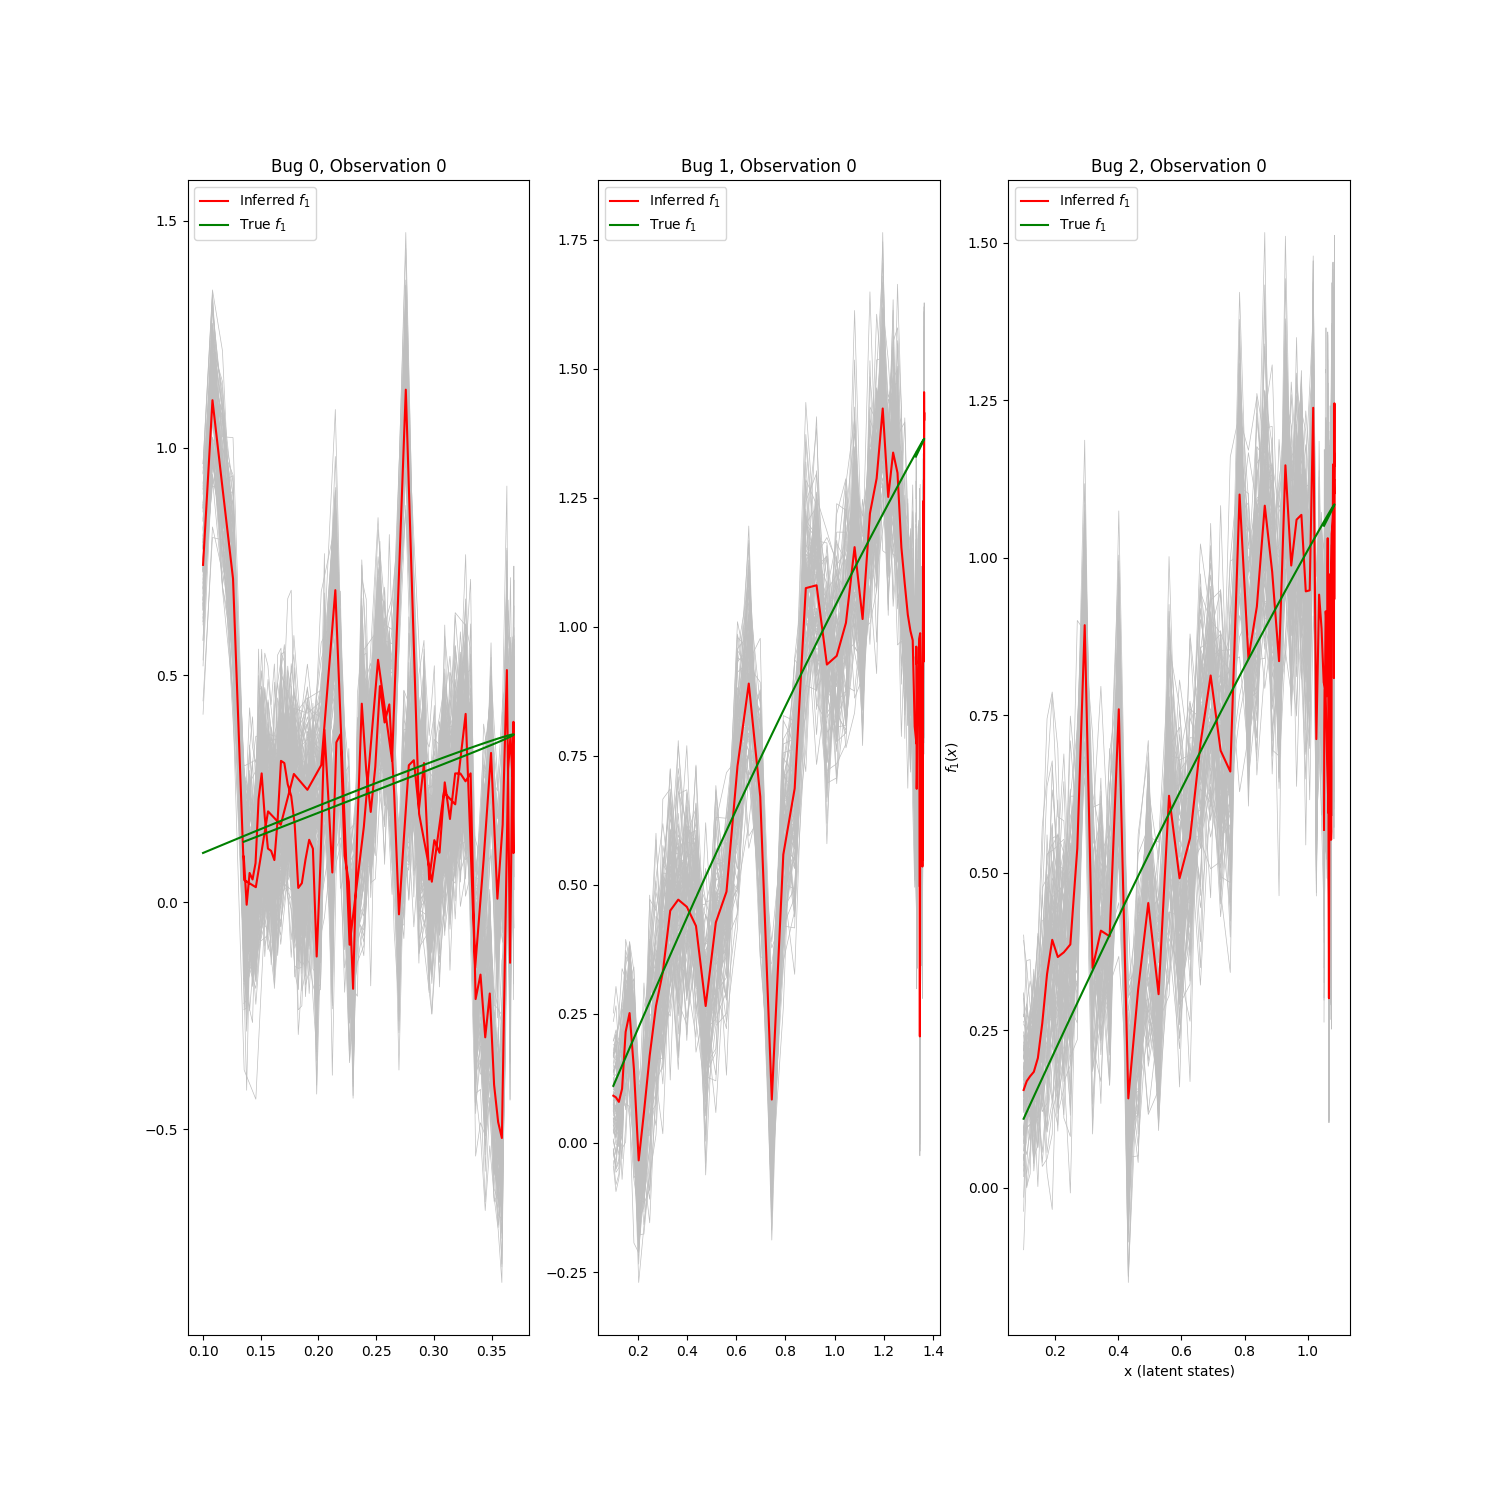 Bug 0, Observation 0
Inferred f₁
True f₁
1.5
1.0
0.5
0.0
−0.5
0.10 0.15 0.20 0.25 0.30 0.35
Bug 1, Observation 0
Inferred f₁
True f₁
1.75
1.50
1.25
1.00
0.75
0.50
0.25
0.00
−0.25
0.2 0.4 0.6 0.8 1.0 1.2 1.4
Bug 2, Observation 0
Inferred f₁
True f₁
f₁(x)
1.50
1.25
1.00
0.75
0.50
0.25
0.00
0.2 0.4 0.6 0.8 1.0
x (latent states)